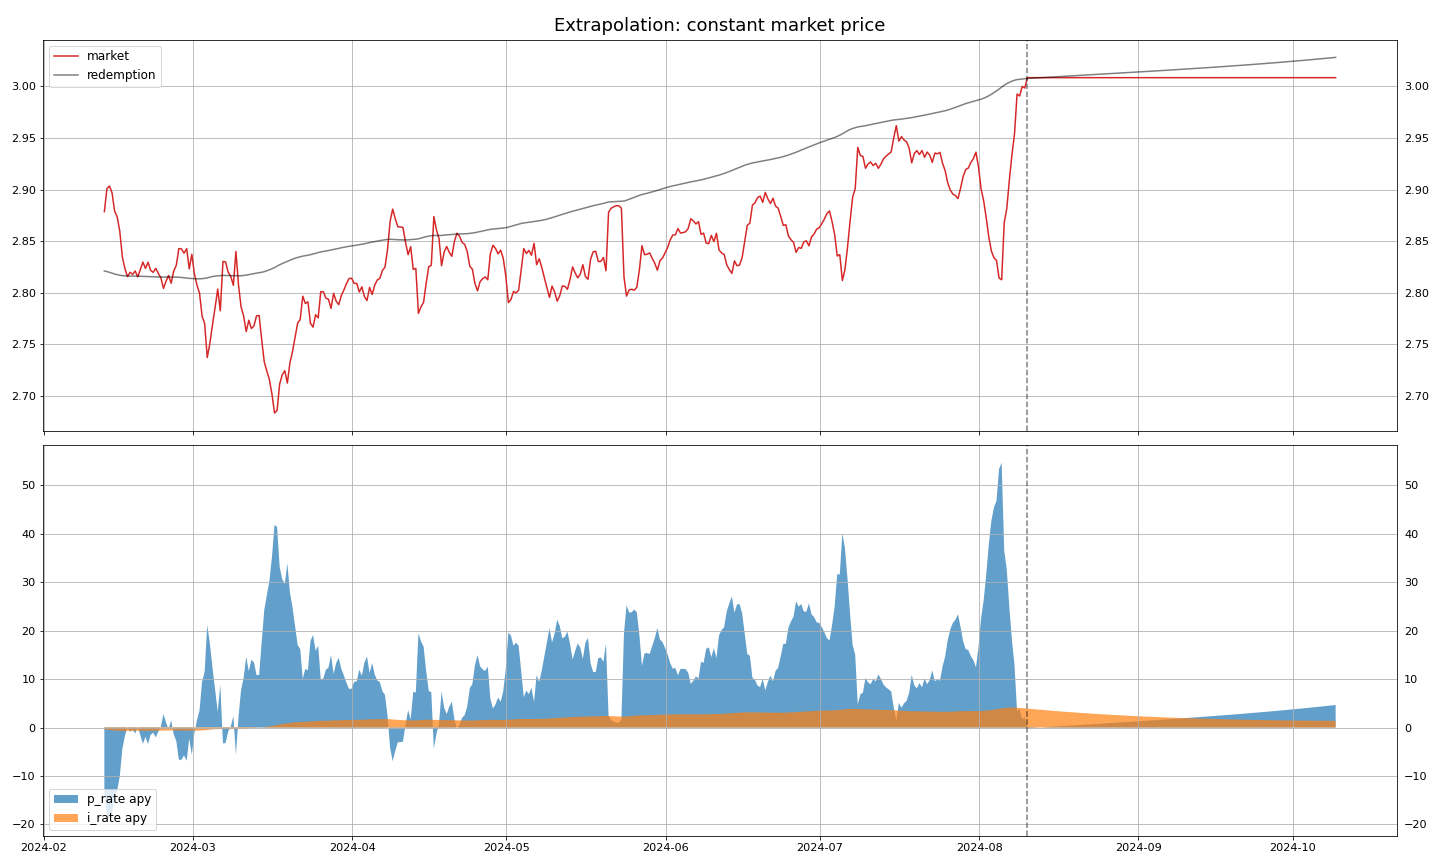 Extrapolation: constant market price
market
redemption
3.00 3.00
2.95 2.95
2.90 2.90
2.85 2.85
2.80 2.80
2.75 2.75
2.70 2.70
50 50
40 40
30 30
20 20
10 10
0 0
−10 −10
−20 −20
p_rate apy
i_rate apy
2024-02 2024-03 2024-04 2024-05 2024-06 2024-07 2024-08 2024-09 2024-10